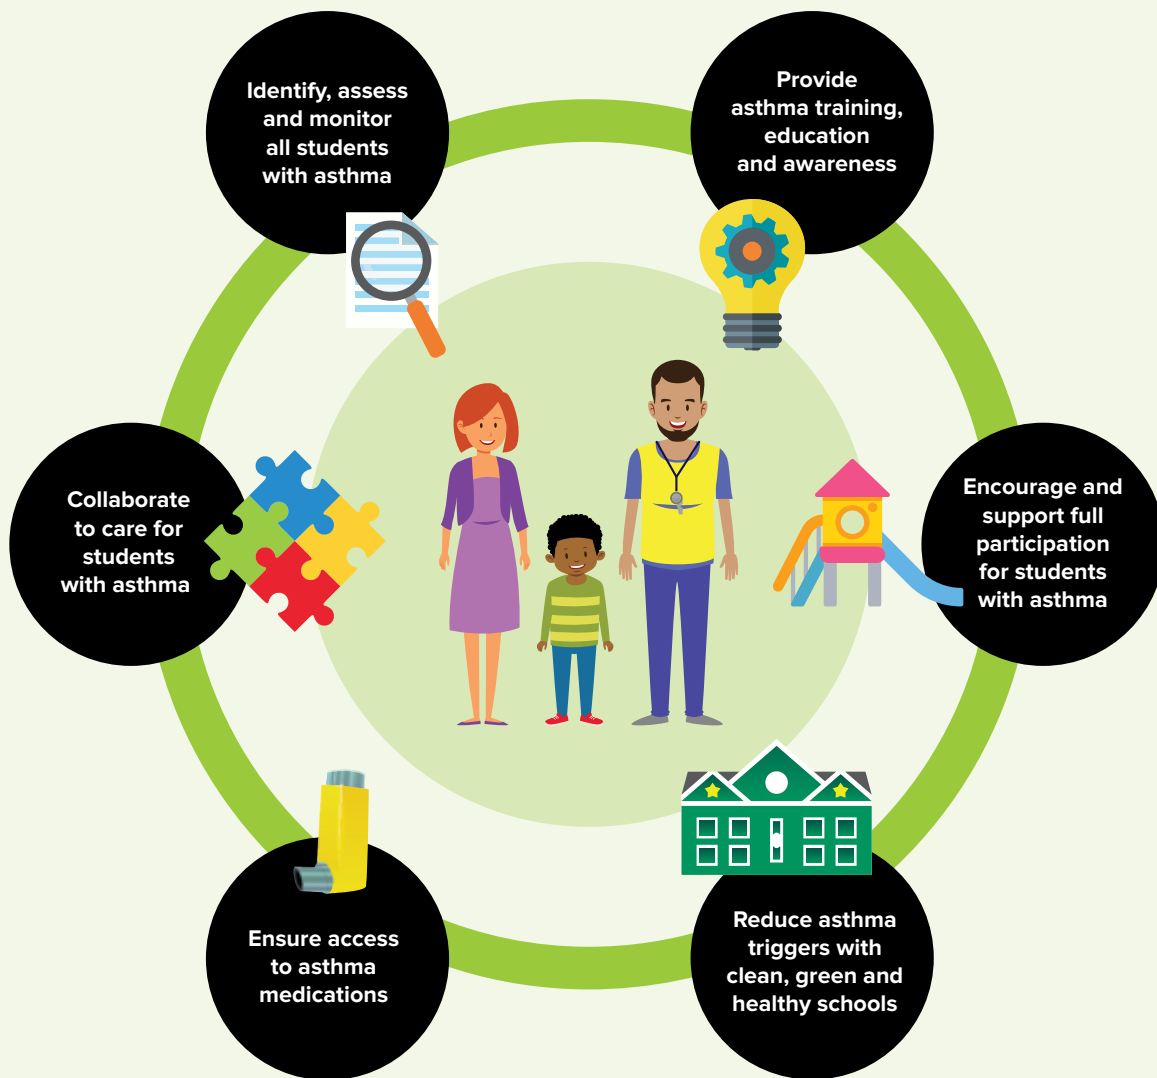 Identify, assess
and monitor
all students
with asthma
Provide
asthma training,
education
and awareness
Collaborate
to care for
students
with asthma
Encourage and
support full
participation
for students
with asthma
Ensure access
to asthma
medications
Reduce asthma
triggers with
clean, green and
healthy schools